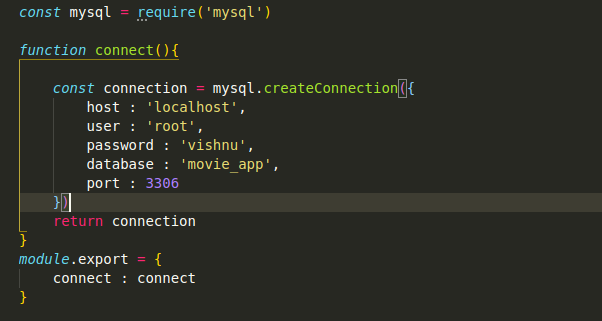 const mysql = require('mysql')
function connect(){
const connection = mysql.createConnection({
host : 'localhost',
user : 'root',
password : 'vishnu',
database : 'movie_app',
port : 3306
})
return connection
}
module.export = {
connect : connect
}